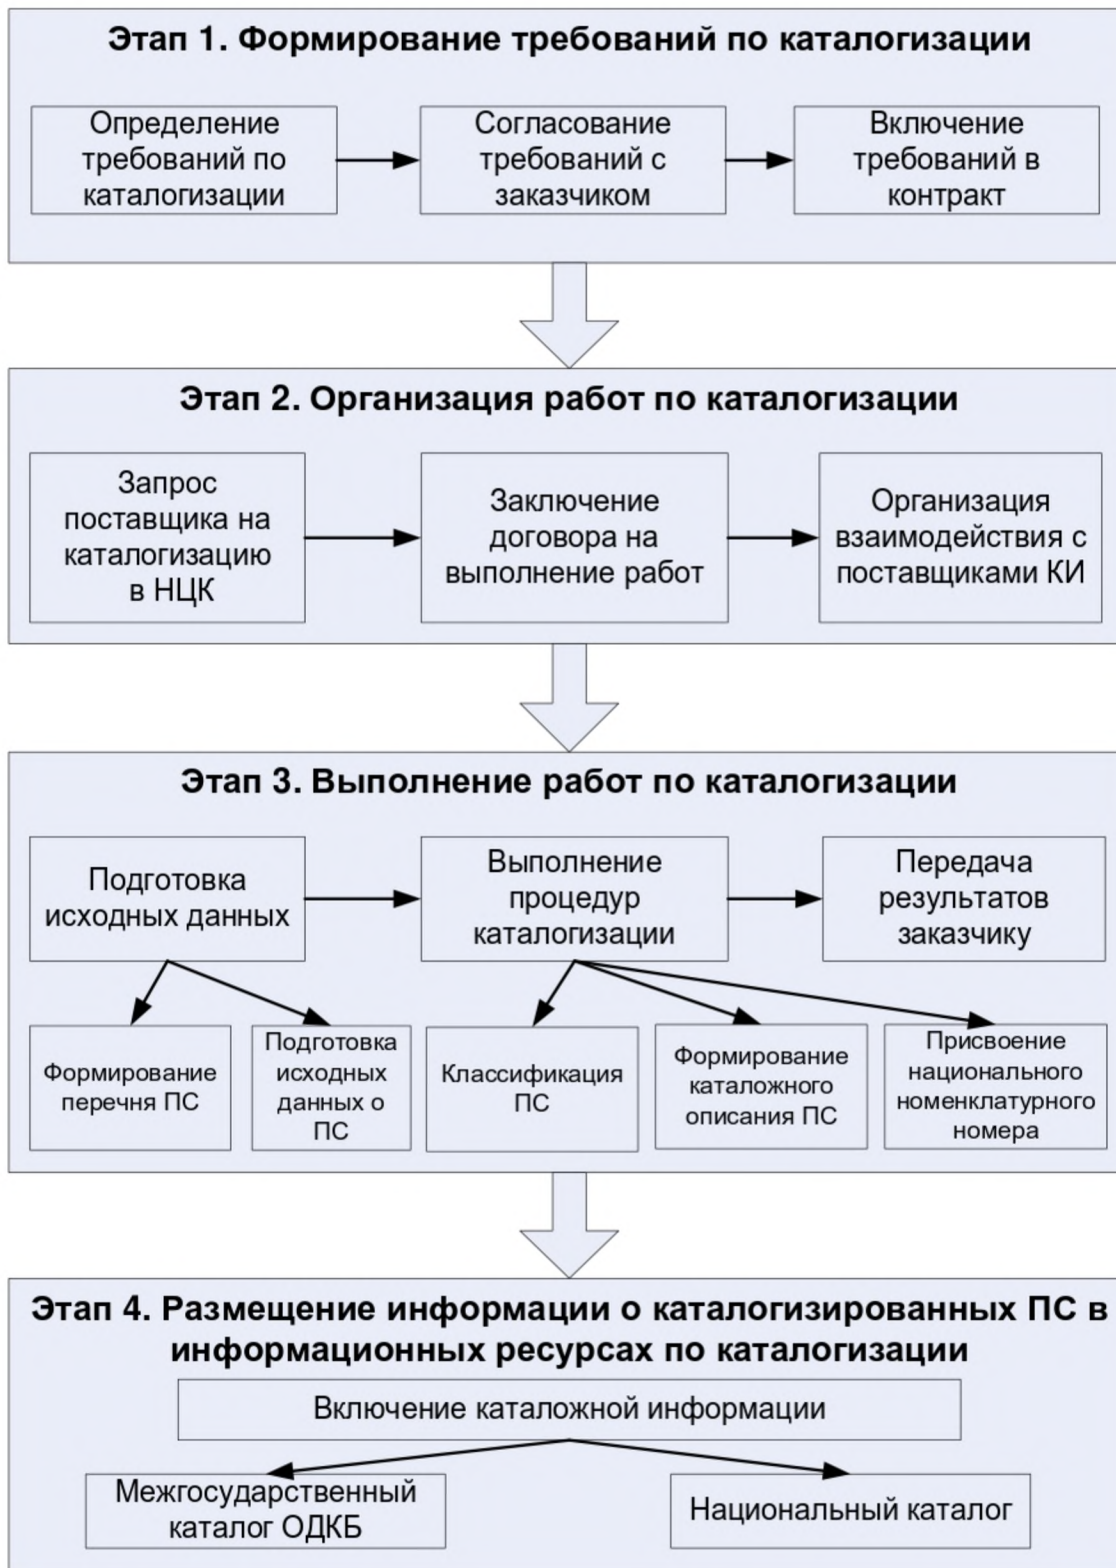 Этап 1. Формирование требований по каталогизации
Определение
требований по
каталогизации
Согласование
требований с
заказчиком
Включение
требований в
контракт
Этап 2. Организация работ по каталогизации
Запрос
поставщика на
каталогизацию
в НЦК
Заключение
договора на
выполнение работ
Организация
взаимодействия с
поставщиками КИ
Этап 3. Выполнение работ по каталогизации
Подготовка
исходных данных
Выполнение
процедур
каталогизации
Передача
результатов
заказчику
Формирование
перечня ПС
Подготовка
исходных
данных о
ПС
Классификация
ПС
Формирование
каталожного
описания ПС
Присвоение
национального
номенклатурного
номера
Этап 4. Размещение информации о каталогизированных ПС в
информационных ресурсах по каталогизации
Включение каталожной информации
Межгосударственный
каталог ОДКБ
Национальный каталог